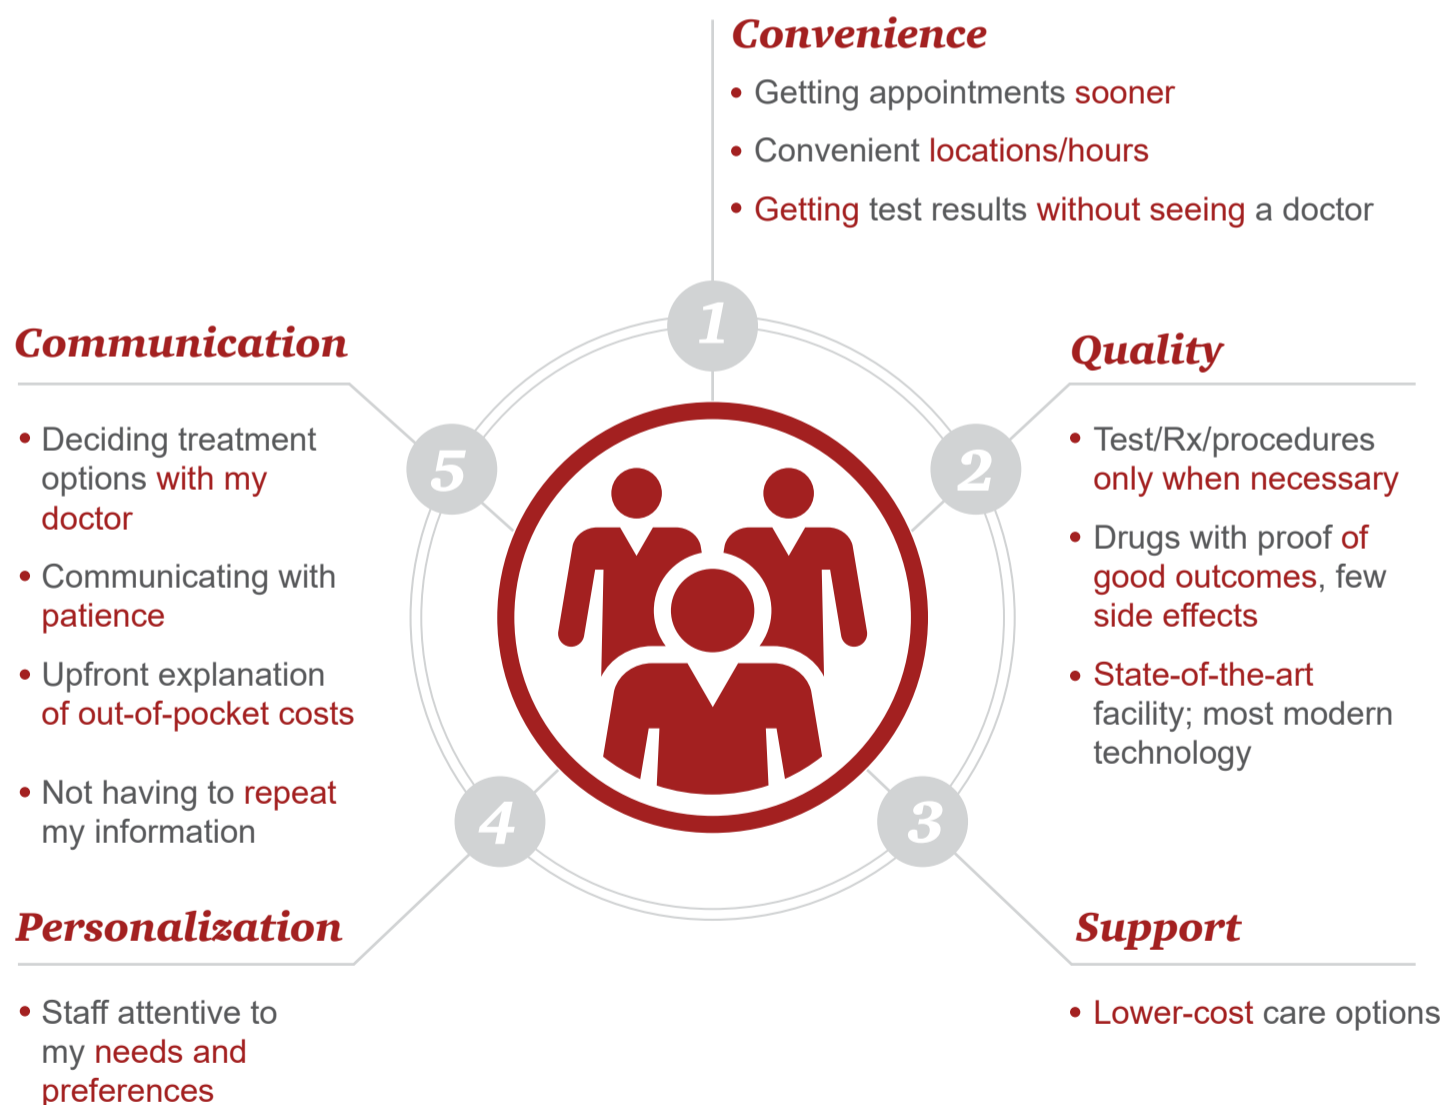 Convenience
• Getting appointments sooner
• Convenient locations/hours
• Getting test results without seeing a doctor
1
Quality
2
• Test/Rx/procedures
only when necessary
• Drugs with proof of
good outcomes, few
side effects
• State-of-the-art
facility; most modern
technology
3
Support
• Lower-cost care options
4
Personalization
• Staff attentive to
my needs and
preferences
5
Communication
• Deciding treatment
options with my
doctor
• Communicating with
patience
• Upfront explanation
of out-of-pocket costs
• Not having to repeat
my information